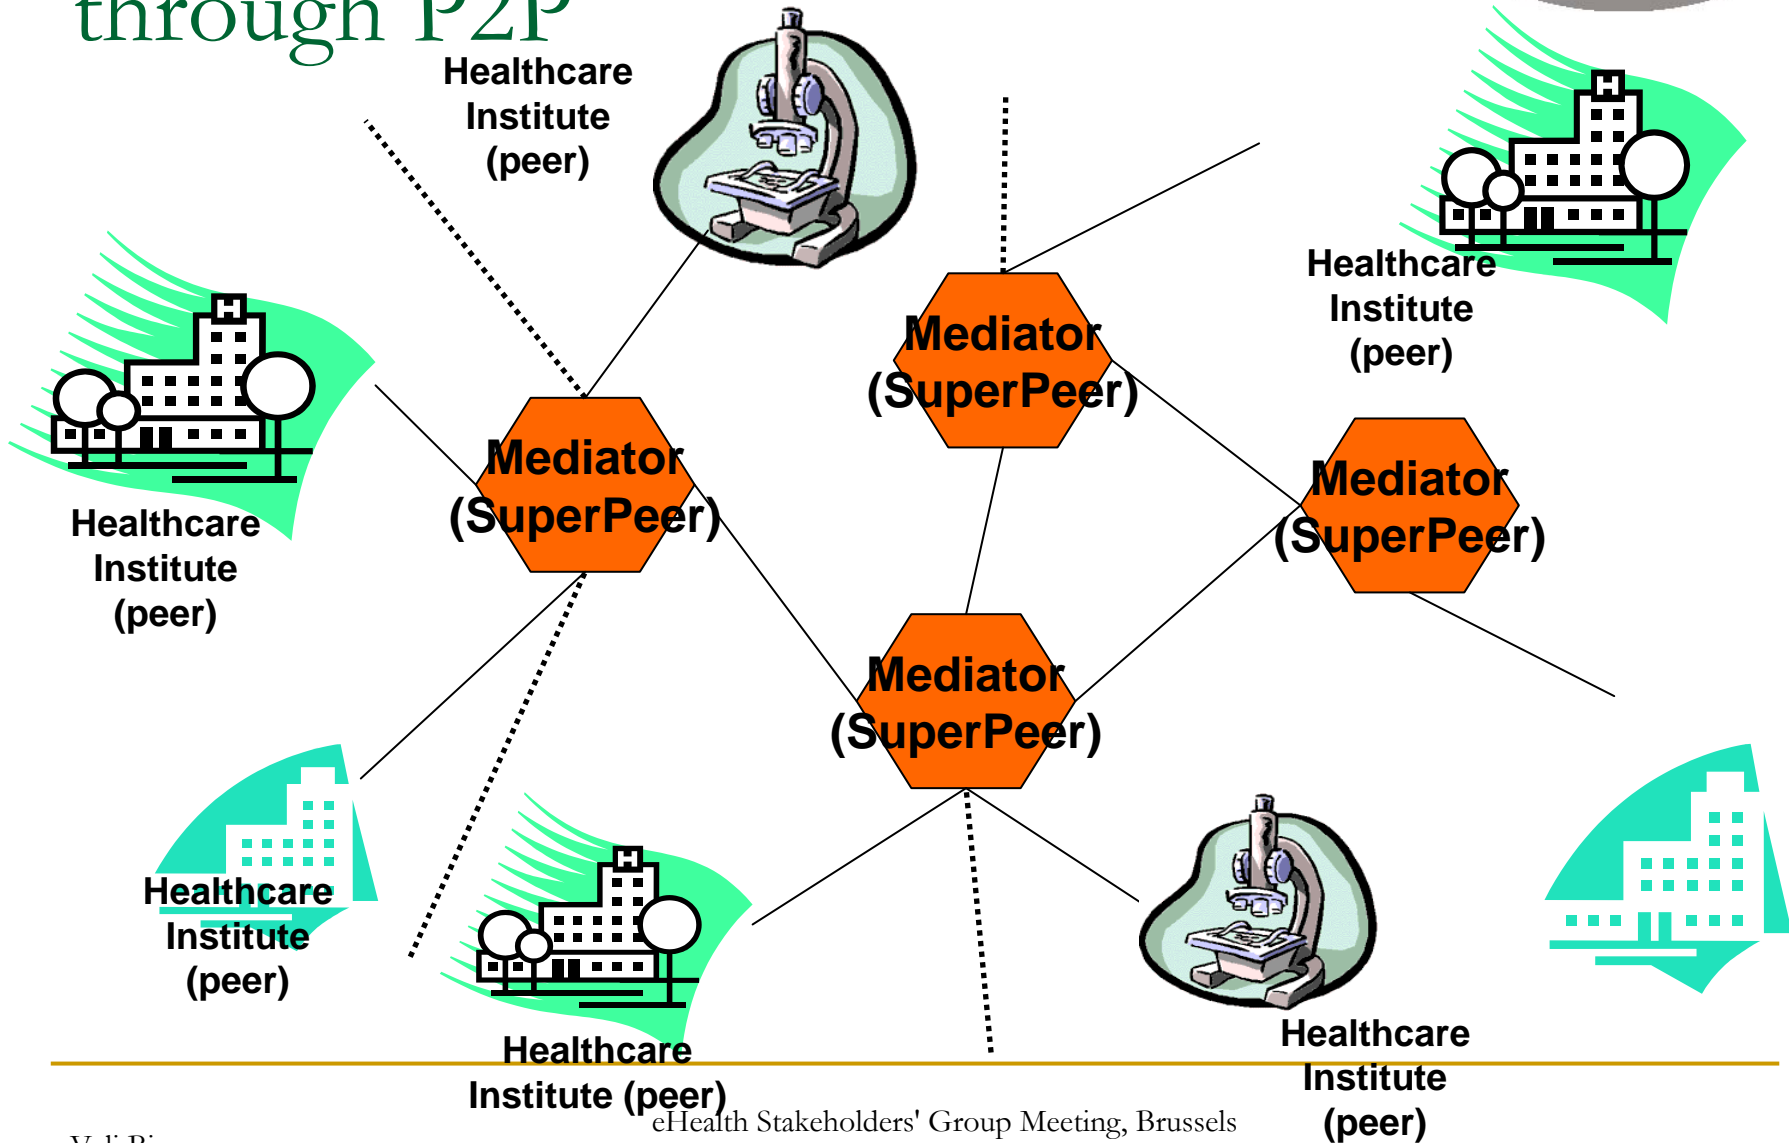 through P2P
Healthcare
Institute
(peer)
Healthcare
Institute
(peer)
Mediator
(SuperPeer)
Mediator
(SuperPeer)
Mediator
(SuperPeer)
Healthcare
Institute
(peer)
Mediator
(SuperPeer)
Healthcare
Institute
(peer)
Healthcare
Institute (peer)
Healthcare
Institute
(peer)
eHealth Stakeholders' Group Meeting, Brussels
H
H
H